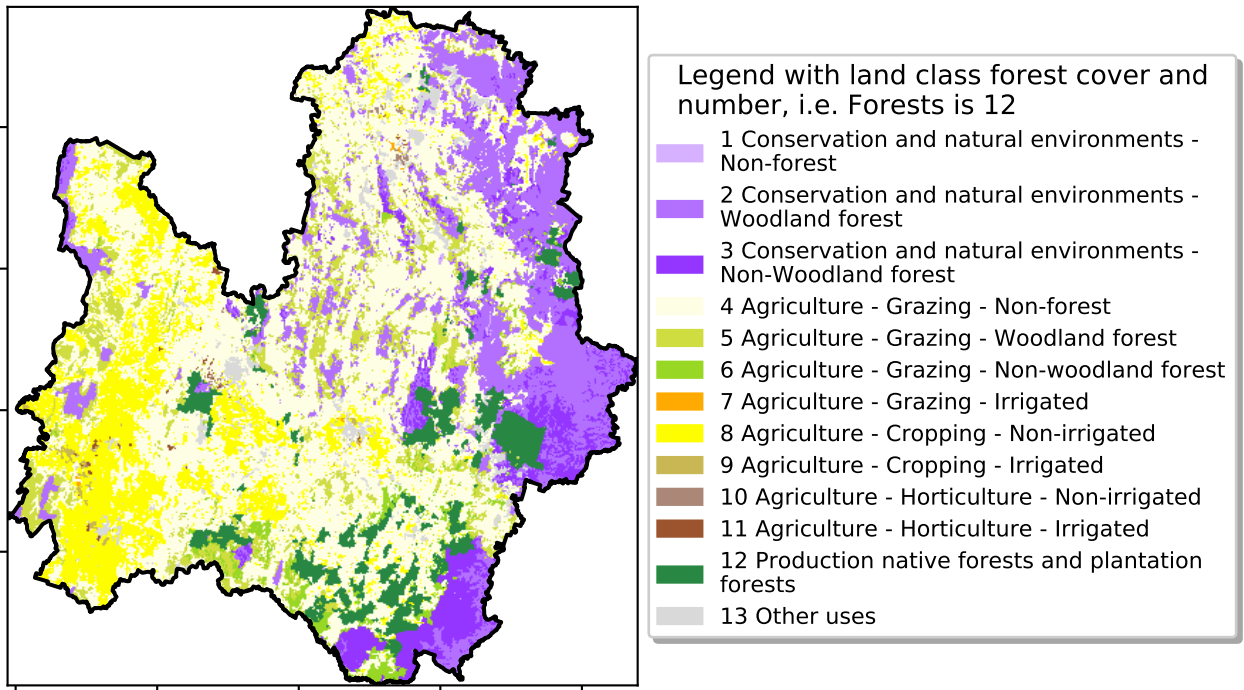 Legend with land class forest cover and
number, i.e. Forests is 12
1 Conservation and natural environments -
Non-forest
2 Conservation and natural environments -
Woodland forest
3 Conservation and natural environments -
Non-Woodland forest
4 Agriculture - Grazing - Non-forest
5 Agriculture - Grazing - Woodland forest
6 Agriculture - Grazing - Non-woodland forest
7 Agriculture - Grazing - Irrigated
8 Agriculture - Cropping - Non-irrigated
9 Agriculture - Cropping - Irrigated
10 Agriculture - Horticulture - Non-irrigated
11 Agriculture - Horticulture - Irrigated
12 Production native forests and plantation
forests
13 Other uses